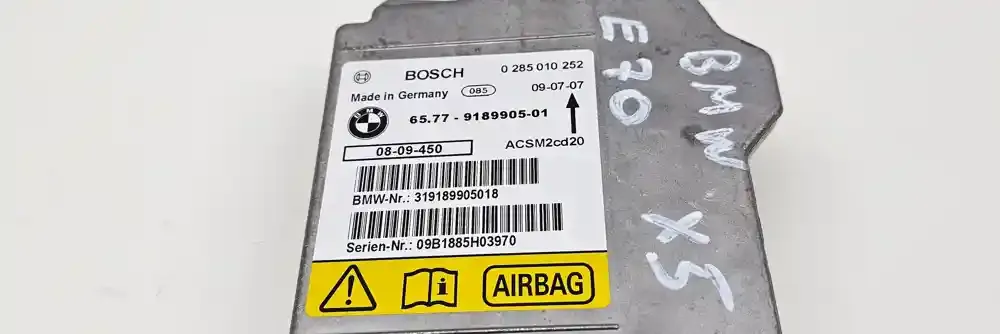 BOSCH 0 285 010 252
Made in Germany 085 09-07-07
BMW 65.77 - 9189905-01
08-09-450 ACSM2cd20
BMW-Nr.: 319189905018
Serien-Nr.: 09B1885H03970
AIRBAG
BMW X5
E70